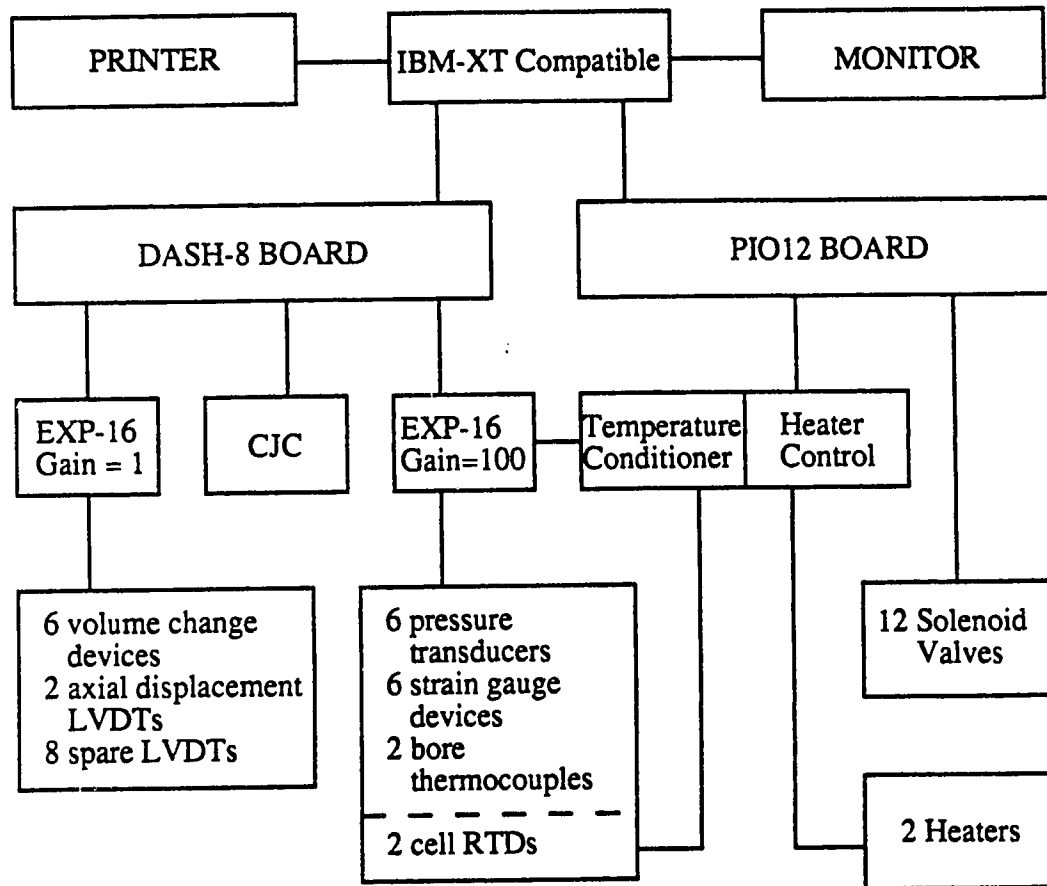 PRINTER
IBM-XT Compatible
MONITOR
DASH-8 BOARD
PIO12 BOARD
EXP-16
Gain = 1
CJC
EXP-16
Gain=100
Temperature
Conditioner
Heater
Control
6 volume change
devices
2 axial displacement
LVDTs
8 spare LVDTs
6 pressure
transducers
6 strain gauge
devices
2 bore
thermocouples
2 cell RTDs
12 Solenoid
Valves
2 Heaters